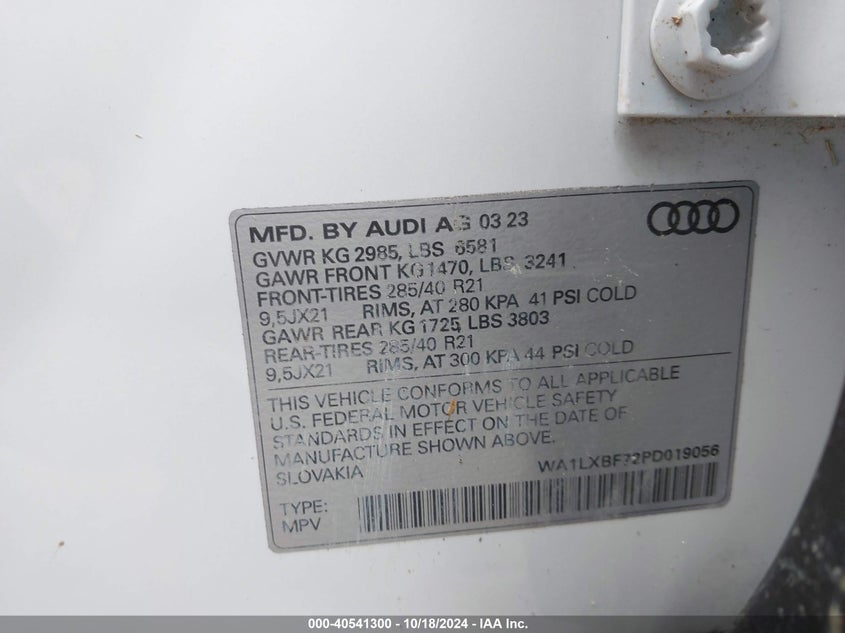 MFD. BY AUDI AG 03 23
GVWR KG 2985, LBS 6581
GAWR FRONT KG 1470, LBS 3241
FRONT-TIRES 285/40 R21
9,5JX21 RIMS, AT 280 KPA 41 PSI COLD
GAWR REAR KG 1725, LBS 3803
REAR-TIRES 285/40 R21
9,5JX21 RIMS, AT 300 KPA 44 PSI COLD
THIS VEHICLE CONFORMS TO ALL APPLICABLE
U.S. FEDERAL MOTOR VEHICLE SAFETY
STANDARDS IN EFFECT ON THE DATE OF
MANUFACTURE SHOWN ABOVE.
SLOVAKIA WA1LXBF72PD019056
TYPE:
MPV
000-40541300 - 10/18/2024 - IAA Inc.